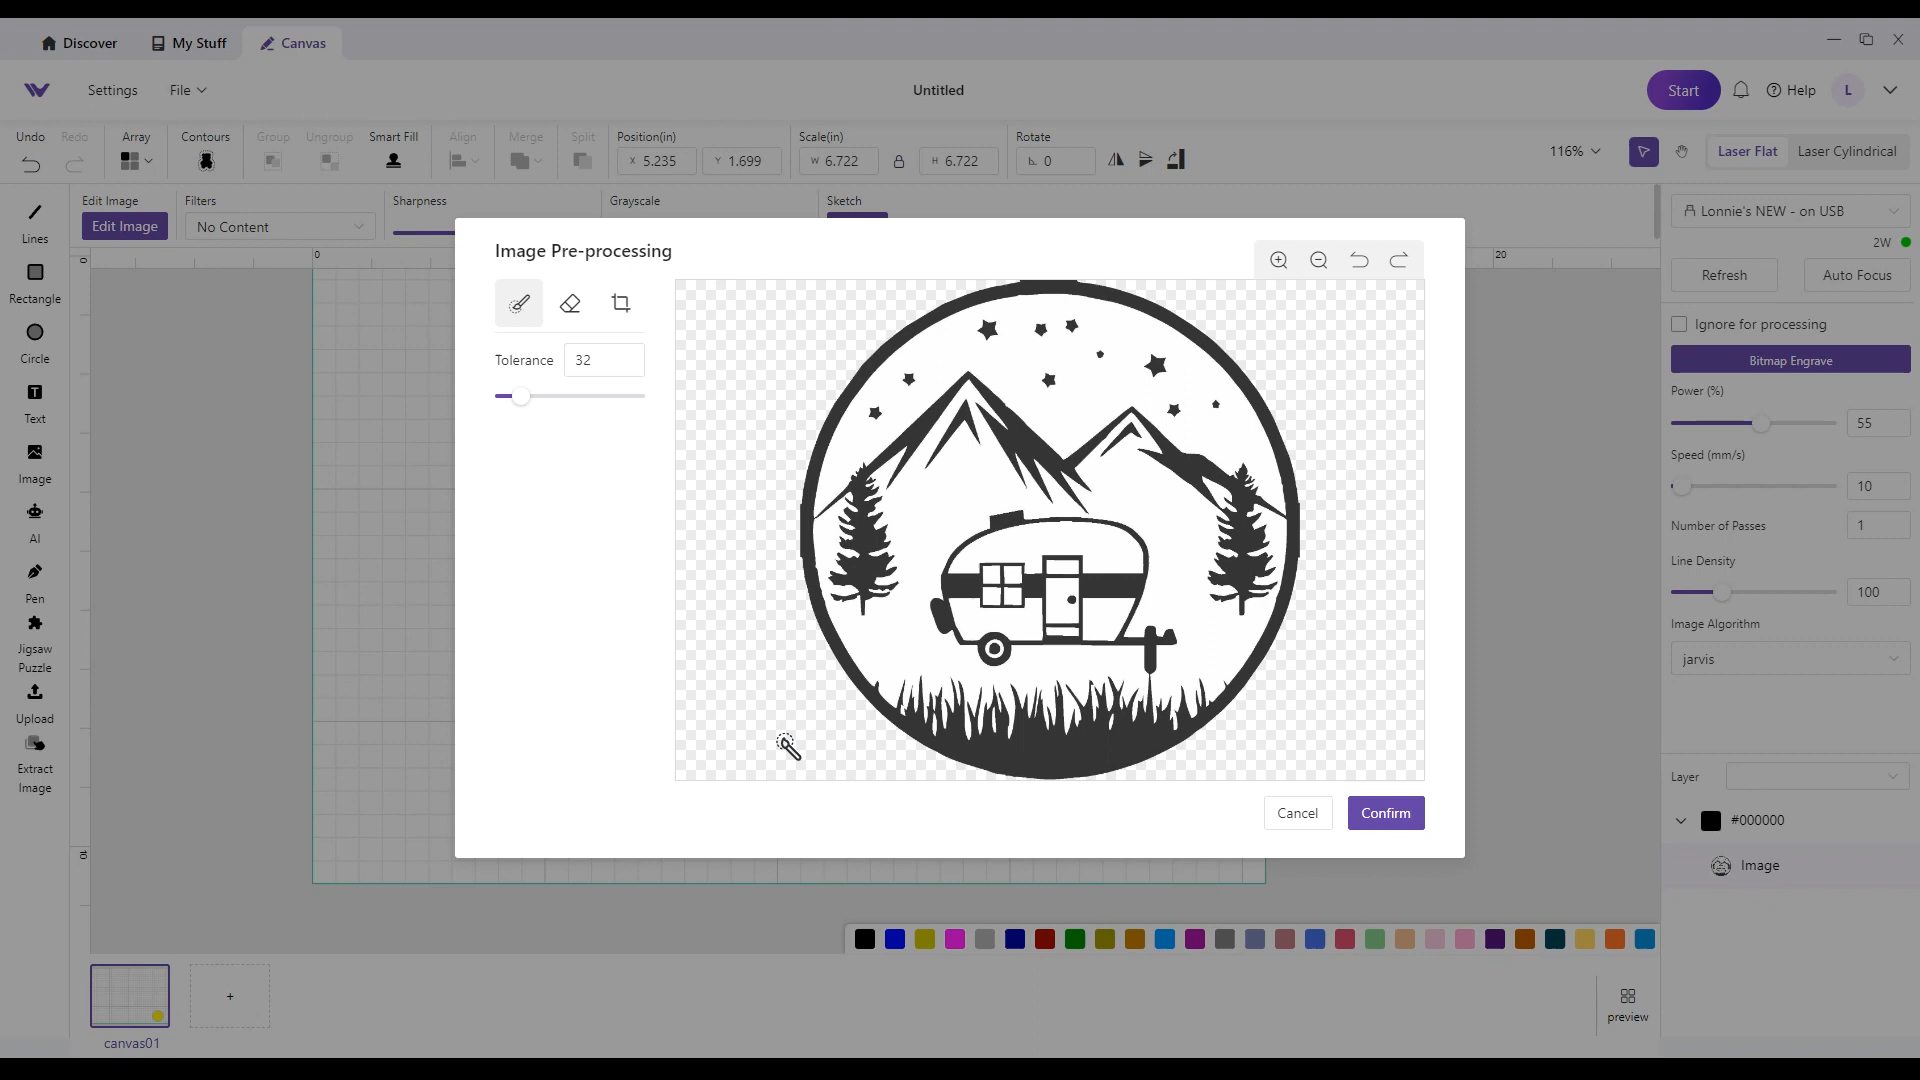 Discover My Stuff Canvas
Settings File Untitled Start Help L
Undo Redo Array Contours Group Ungroup Smart Fill Align Merge Split Position(in) Scale(in) Rotate
X 5.235 Y 1.699 W 6.722 H 6.722 0 116% Laser Flat Laser Cylindrical
Edit Image Filters Sharpness Grayscale Sketch
Edit Image No Content
Lines
Rectangle
Circle
Text
Image
AI
Pen
Jigsaw
Puzzle
Upload
Extract
Image
0 20
0
10
Image Pre-processing
Tolerance 32
Cancel Confirm
Lonnie's NEW - on USB
2W
Refresh Auto Focus
Ignore for processing
Bitmap Engrave
Power (%)
55
Speed (mm/s)
10
Number of Passes 1
Line Density
100
Image Algorithm
jarvis
Layer
#000000
Image
+
canvas01
preview